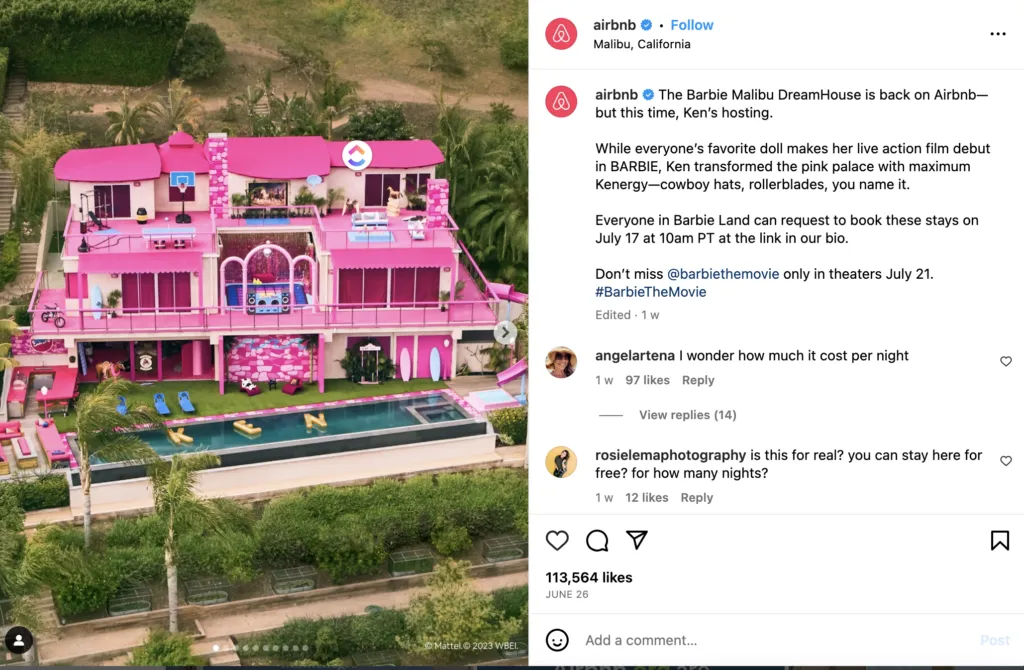 airbnb • Follow
Malibu, California
airbnb The Barbie Malibu DreamHouse is back on Airbnb—
but this time, Ken’s hosting.
While everyone’s favorite doll makes her live action film debut
in BARBIE, Ken transformed the pink palace with maximum
Kenergy—cowboy hats, rollerblades, you name it.
Everyone in Barbie Land can request to book these stays on
July 17 at 10am PT at the link in our bio.
Don’t miss @barbiethemovie only in theaters July 21.
#BarbieTheMovie
Edited · 1 w
angelartena I wonder how much it cost per night
1 w 97 likes Reply
View replies (14)
rosielemaphotography is this for real? you can stay here for
free? for how many nights?
1 w 12 likes Reply
113,564 likes
JUNE 26
Add a comment... Post
KEN
© Mattel © 2023 WBEI.